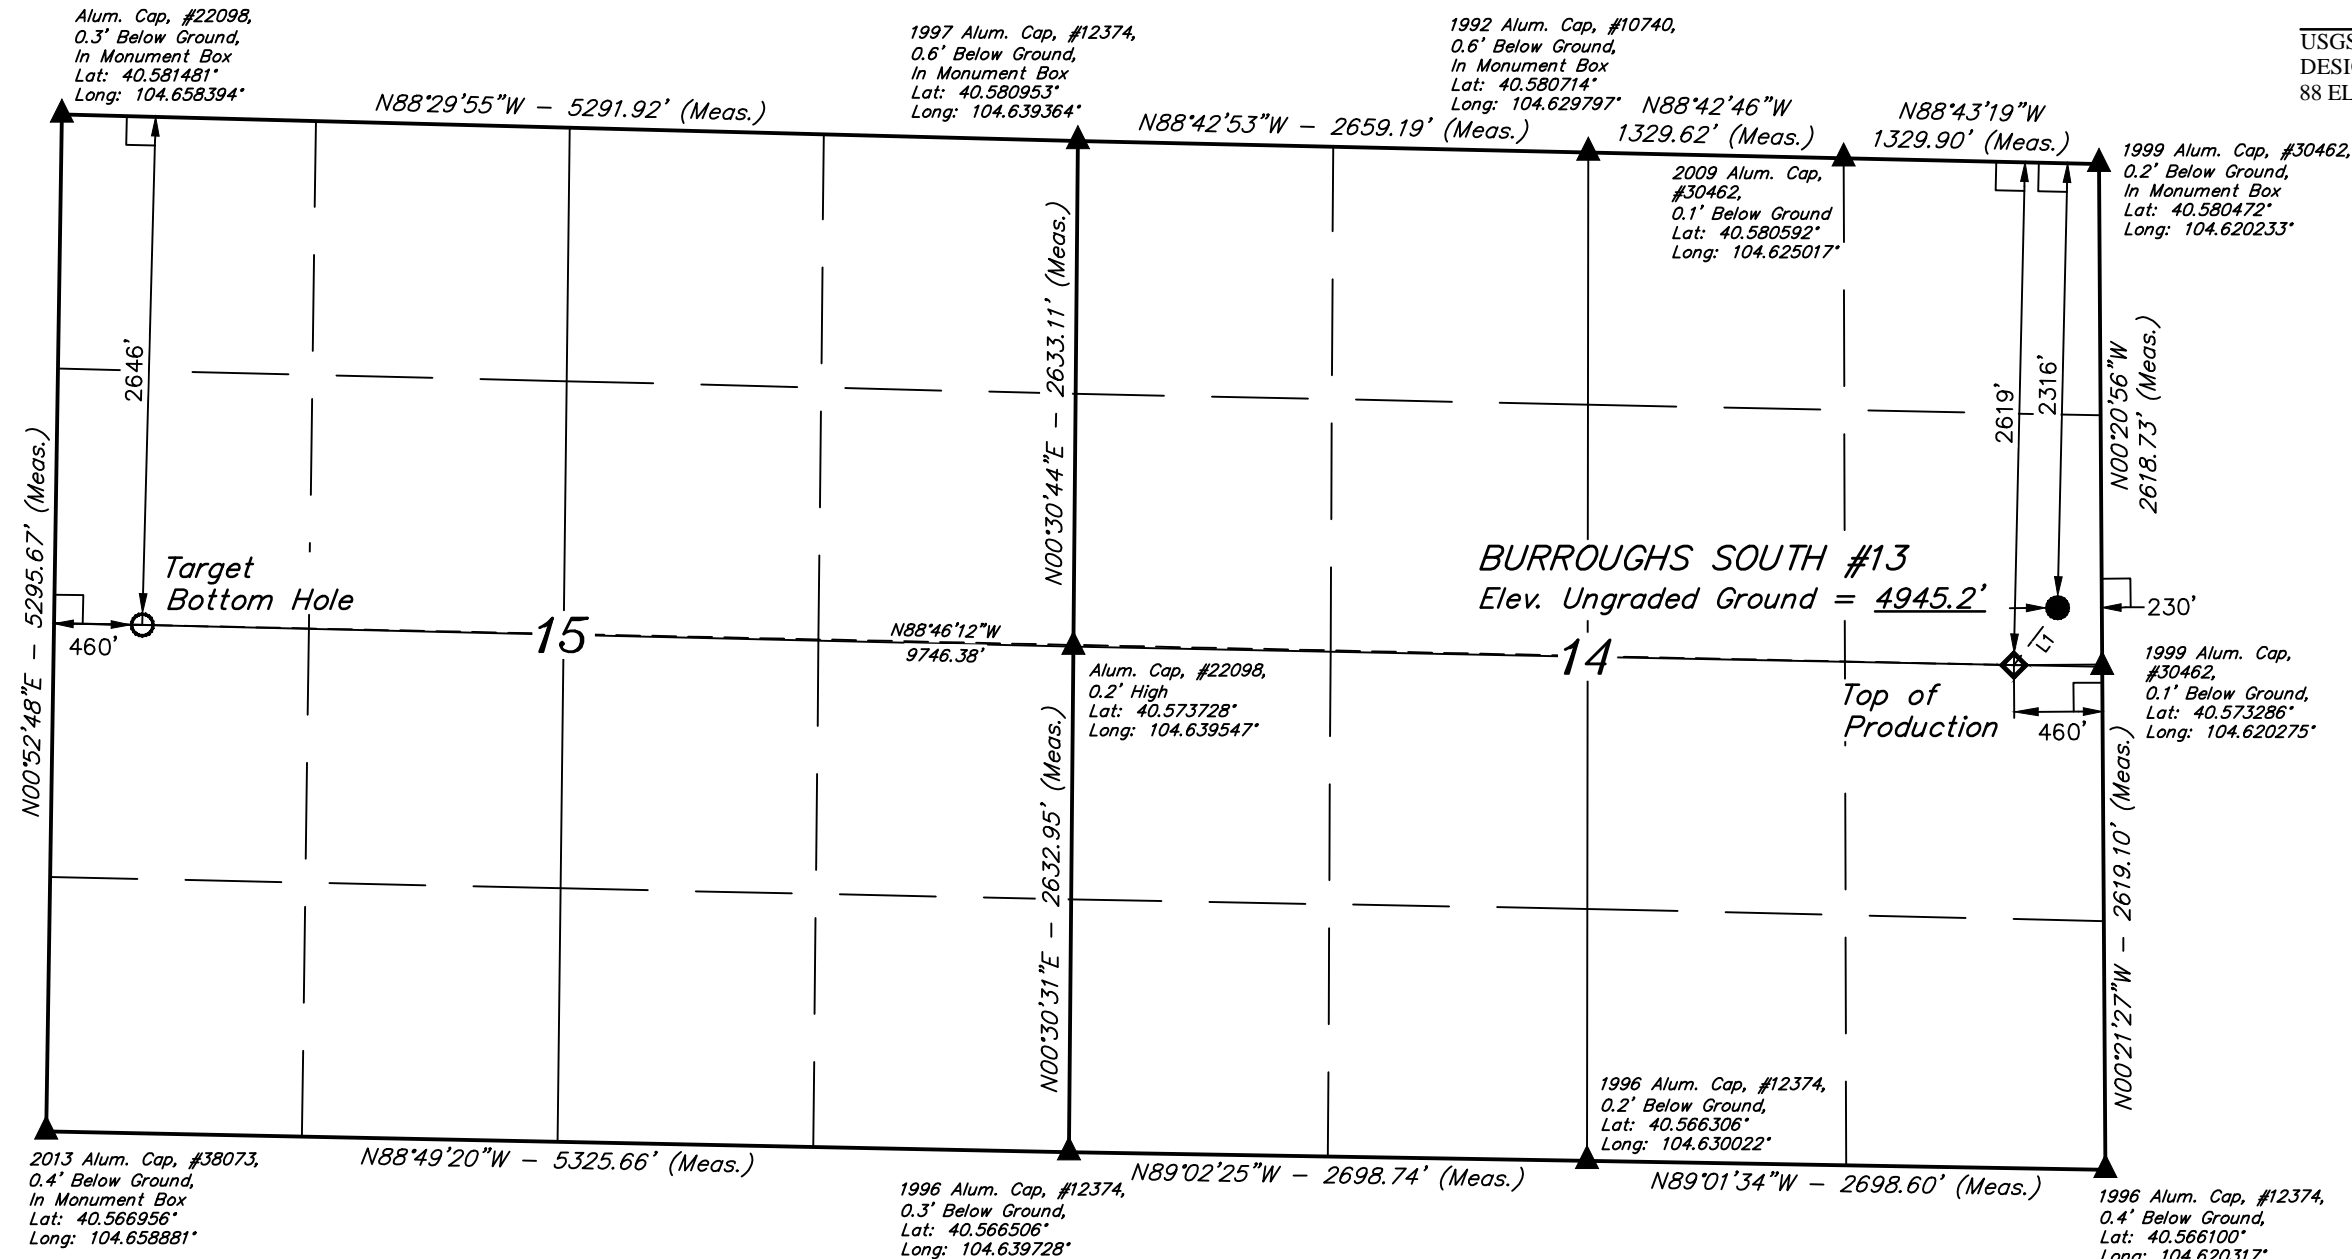 Alum. Cap, #22098,
0.3' Below Ground,
In Monument Box
Lat: 40.581481°
Long: 104.658394°
N88°29'55"W – 5291.92' (Meas.)
1997 Alum. Cap, #12374,
0.6' Below Ground,
In Monument Box
Lat: 40.580953°
Long: 104.639364°
N88°42'53"W – 2659.19' (Meas.)
1992 Alum. Cap, #10740,
0.6' Below Ground,
In Monument Box
Lat: 40.580714°
Long: 104.629797°
N88°42'46"W
1329.62' (Meas.)
N88°43'19"W
1329.90' (Meas.)
USGS
88 EL
2009 Alum. Cap,
#30462,
0.1' Below Ground
Lat: 40.580592°
Long: 104.625017°
1999 Alum. Cap, #30462,
0.2' Below Ground,
In Monument Box
Lat: 40.580472°
Long: 104.620233°
2646'
N00°30'44"E – 2633.11' (Meas.)
2619'
2316'
N00°20'56"W
2618.73' (Meas.)
N00°52'48"E – 5295.67' (Meas.)
Target
Bottom Hole
460'
15
N88°46'12"W
9746.38'
BURROUGHS SOUTH #13
Elev. Ungraded Ground = 4945.2'
230'
L1
14
Alum. Cap, #22098,
0.2' High
Lat: 40.573728°
Long: 104.639547°
Top of
Production
460'
1999 Alum. Cap,
#30462,
0.1' Below Ground,
Lat: 40.573286°
Long: 104.620275°
N00°30'31"E – 2632.95' (Meas.)
N00°21'27"W – 2619.10' (Meas.)
1996 Alum. Cap, #12374,
0.2' Below Ground,
Lat: 40.566306°
Long: 104.630022°
2013 Alum. Cap, #38073,
0.4' Below Ground,
In Monument Box
Lat: 40.566956°
Long: 104.658881°
N88°49'20"W – 5325.66' (Meas.)
1996 Alum. Cap, #12374,
0.3' Below Ground,
Lat: 40.566506°
Long: 104.639728°
N89°02'25"W – 2698.74' (Meas.)
N89°01'34"W – 2698.60' (Meas.)
1996 Alum. Cap, #12374,
0.4' Below Ground,
Lat: 40.566100°
Long: 104.620317°